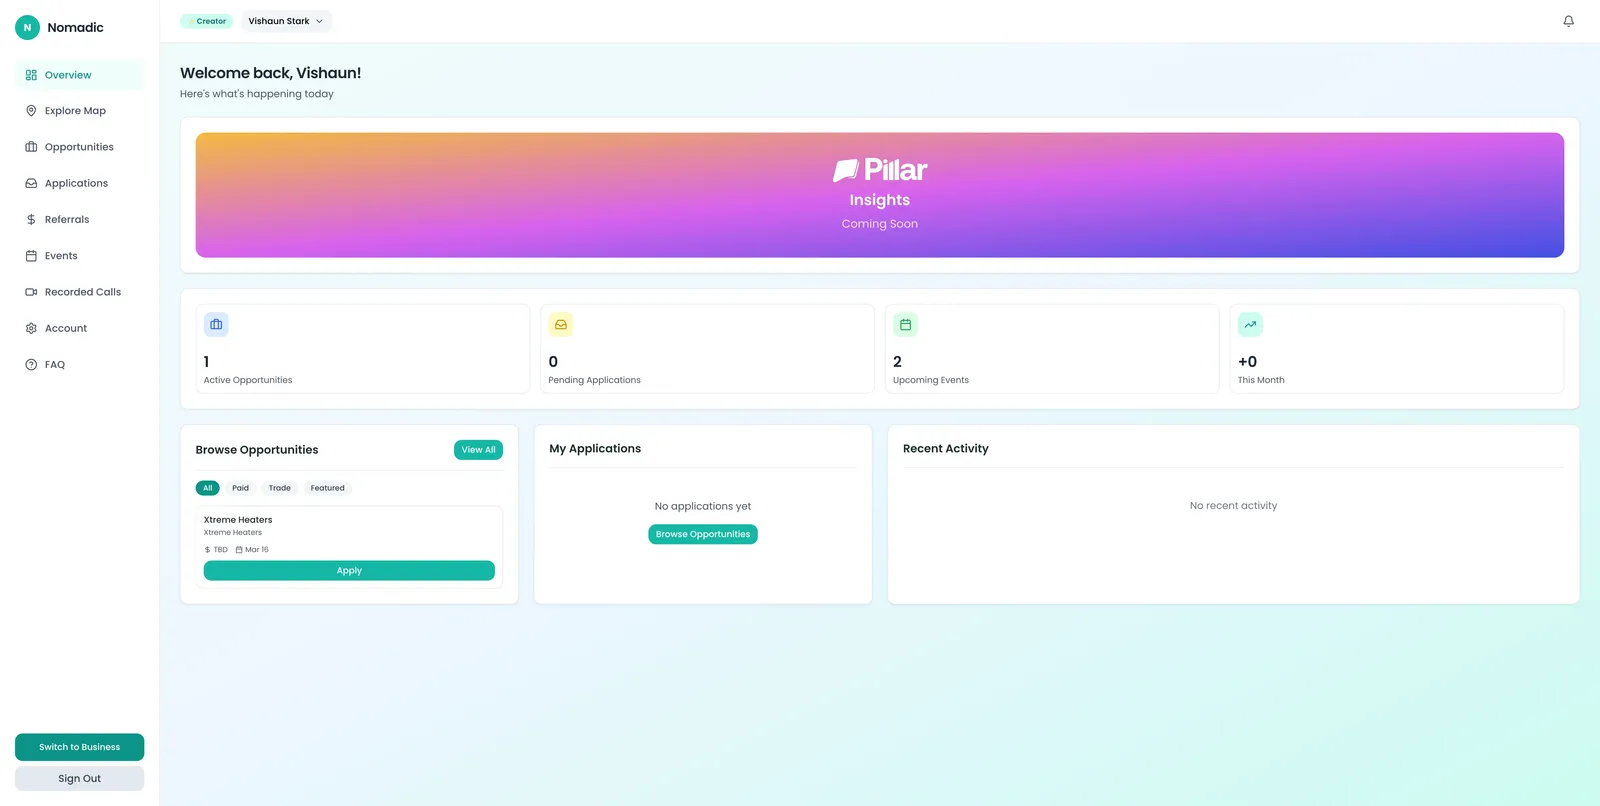 N Nomadic
Overview
Explore Map
Opportunities
Applications
Referrals
Events
Recorded Calls
Account
FAQ
Switch to Business
Sign Out
Creator Vishaun Stark
Welcome back, Vishaun!
Here's what's happening today
Pillar
Insights
Coming Soon
1
Active Opportunities
0
Pending Applications
2
Upcoming Events
+0
This Month
Browse Opportunities View All
All Paid Trade Featured
Xtreme Heaters
Xtreme Heaters
$ TBD Mar 16
Apply
My Applications
No applications yet
Browse Opportunities
Recent Activity
No recent activity